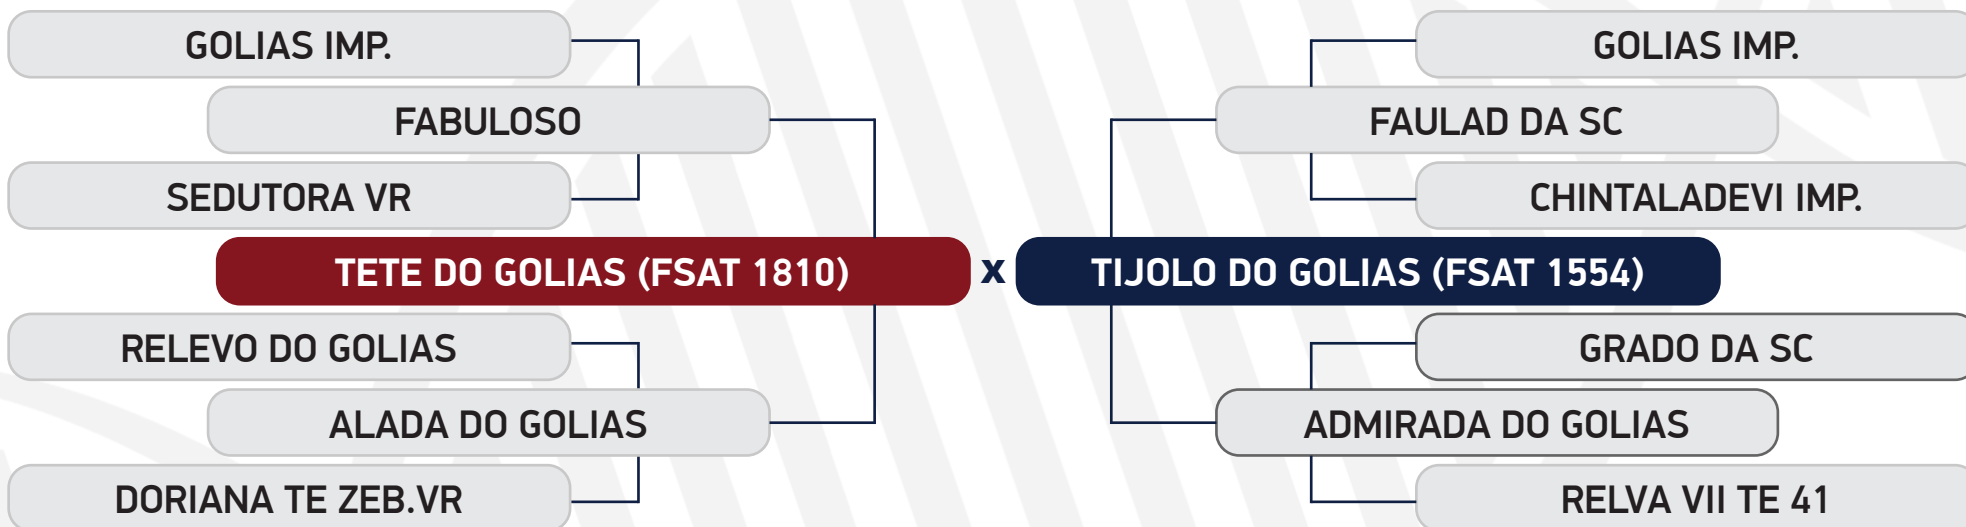 GOLIAS IMP.
GOLIAS IMP.
FABULOSO
FAULAD DA SC
SEDUTORA VR
CHINTALADEVI IMP.
TETE DO GOLIAS (FSAT 1810) x TIJOLO DO GOLIAS (FSAT 1554)
RELEVO DO GOLIAS
GRADO DA SC
ALADA DO GOLIAS
ADMIRADA DO GOLIAS
DORIANA TE ZEB.VR
RELVA VII TE 41